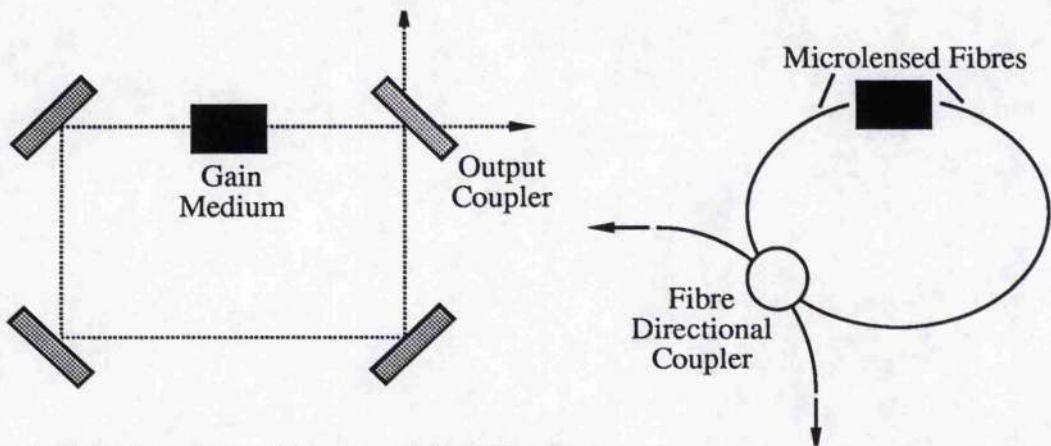 Microlensed Fibres
Gain
Medium
Output
Coupler
Fibre
Directional
Coupler